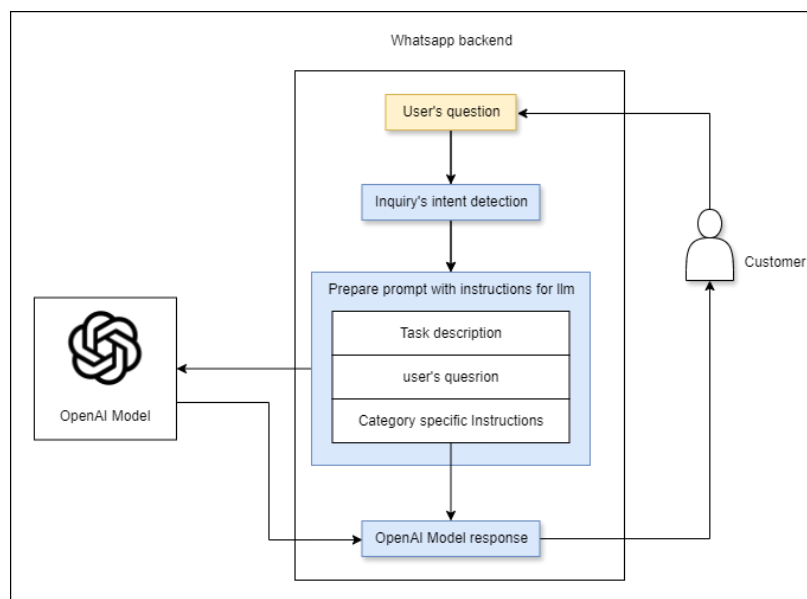 Whatsapp backend
User's question
Inquiry's intent detection
Customer
Prepare prompt with instructions for llm
Task description
user's quesrion
Category specific Instructions
OpenAI Model
OpenAI Model response